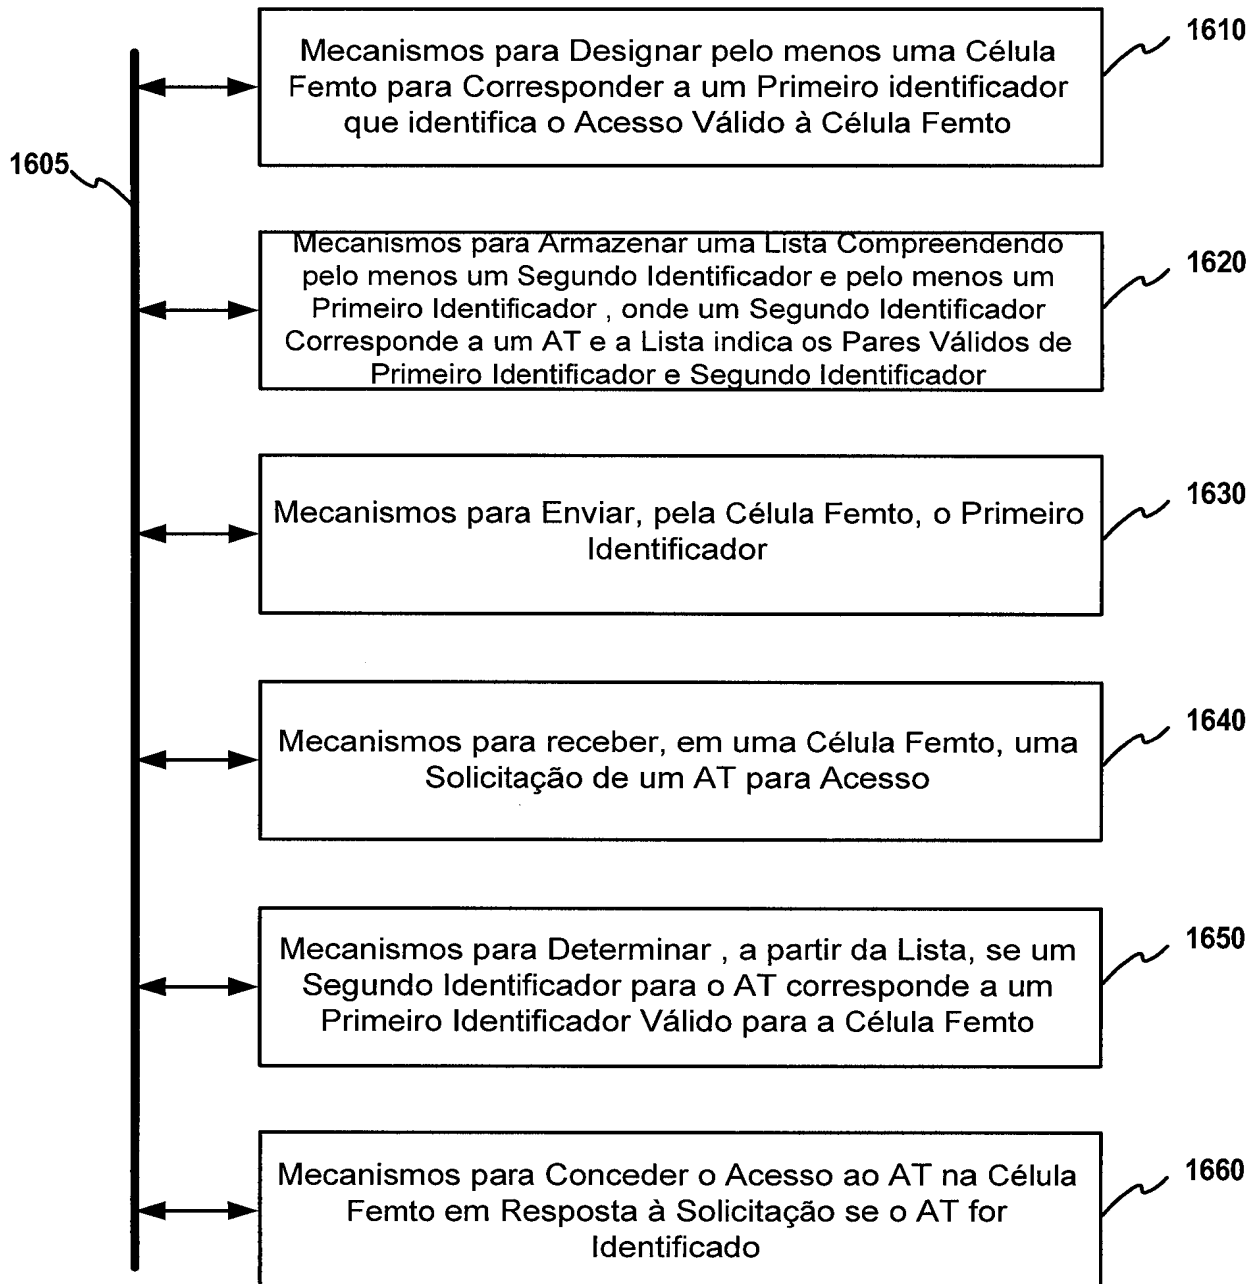 1610
Mecanismos para Designar pelo menos uma Célula
Femto para Corresponder a um Primeiro identificador
que identifica o Acesso Válido à Célula Femto
1605
Mecanismos para Armazenar uma Lista Compreendendo
pelo menos um Segundo Identificador e pelo menos um
Primeiro Identificador , onde um Segundo Identificador
Corresponde a um AT e a Lista indica os Pares Válidos de
Primeiro Identificador e Segundo Identificador
1620
Mecanismos para Enviar, pela Célula Femto, o Primeiro
Identificador
1630
Mecanismos para receber, em uma Célula Femto, uma
Solicitação de um AT para Acesso
1640
Mecanismos para Determinar , a partir da Lista, se um
Segundo Identificador para o AT corresponde a um
Primeiro Identificador Válido para a Célula Femto
1650
Mecanismos para Conceder o Acesso ao AT na Célula
Femto em Resposta à Solicitação se o AT for
Identificado
1660